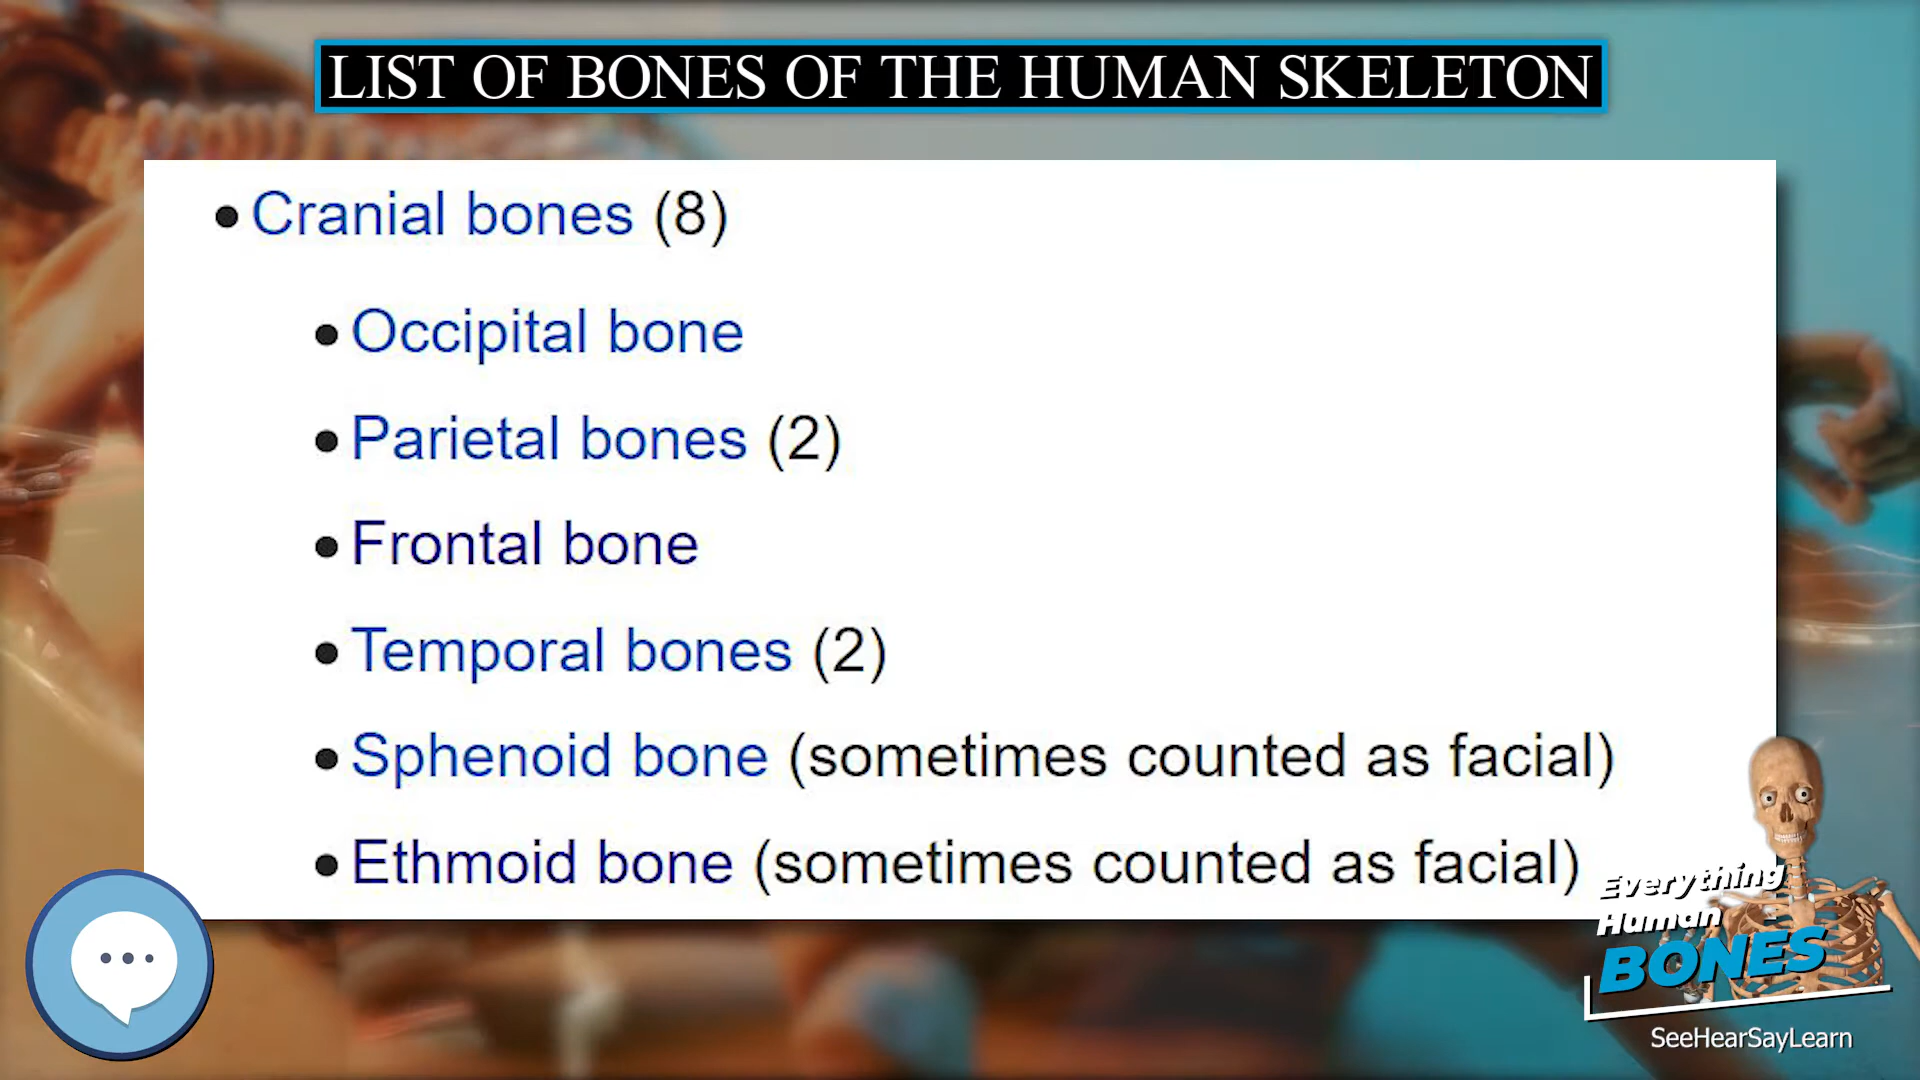 LIST OF BONES OF THE HUMAN SKELETON
• Cranial bones (8)
• Occipital bone
• Parietal bones (2)
• Frontal bone
• Temporal bones (2)
• Sphenoid bone (sometimes counted as facial)
• Ethmoid bone (sometimes counted as facial)
Everything
Human
BONES
SeeHearSayLearn